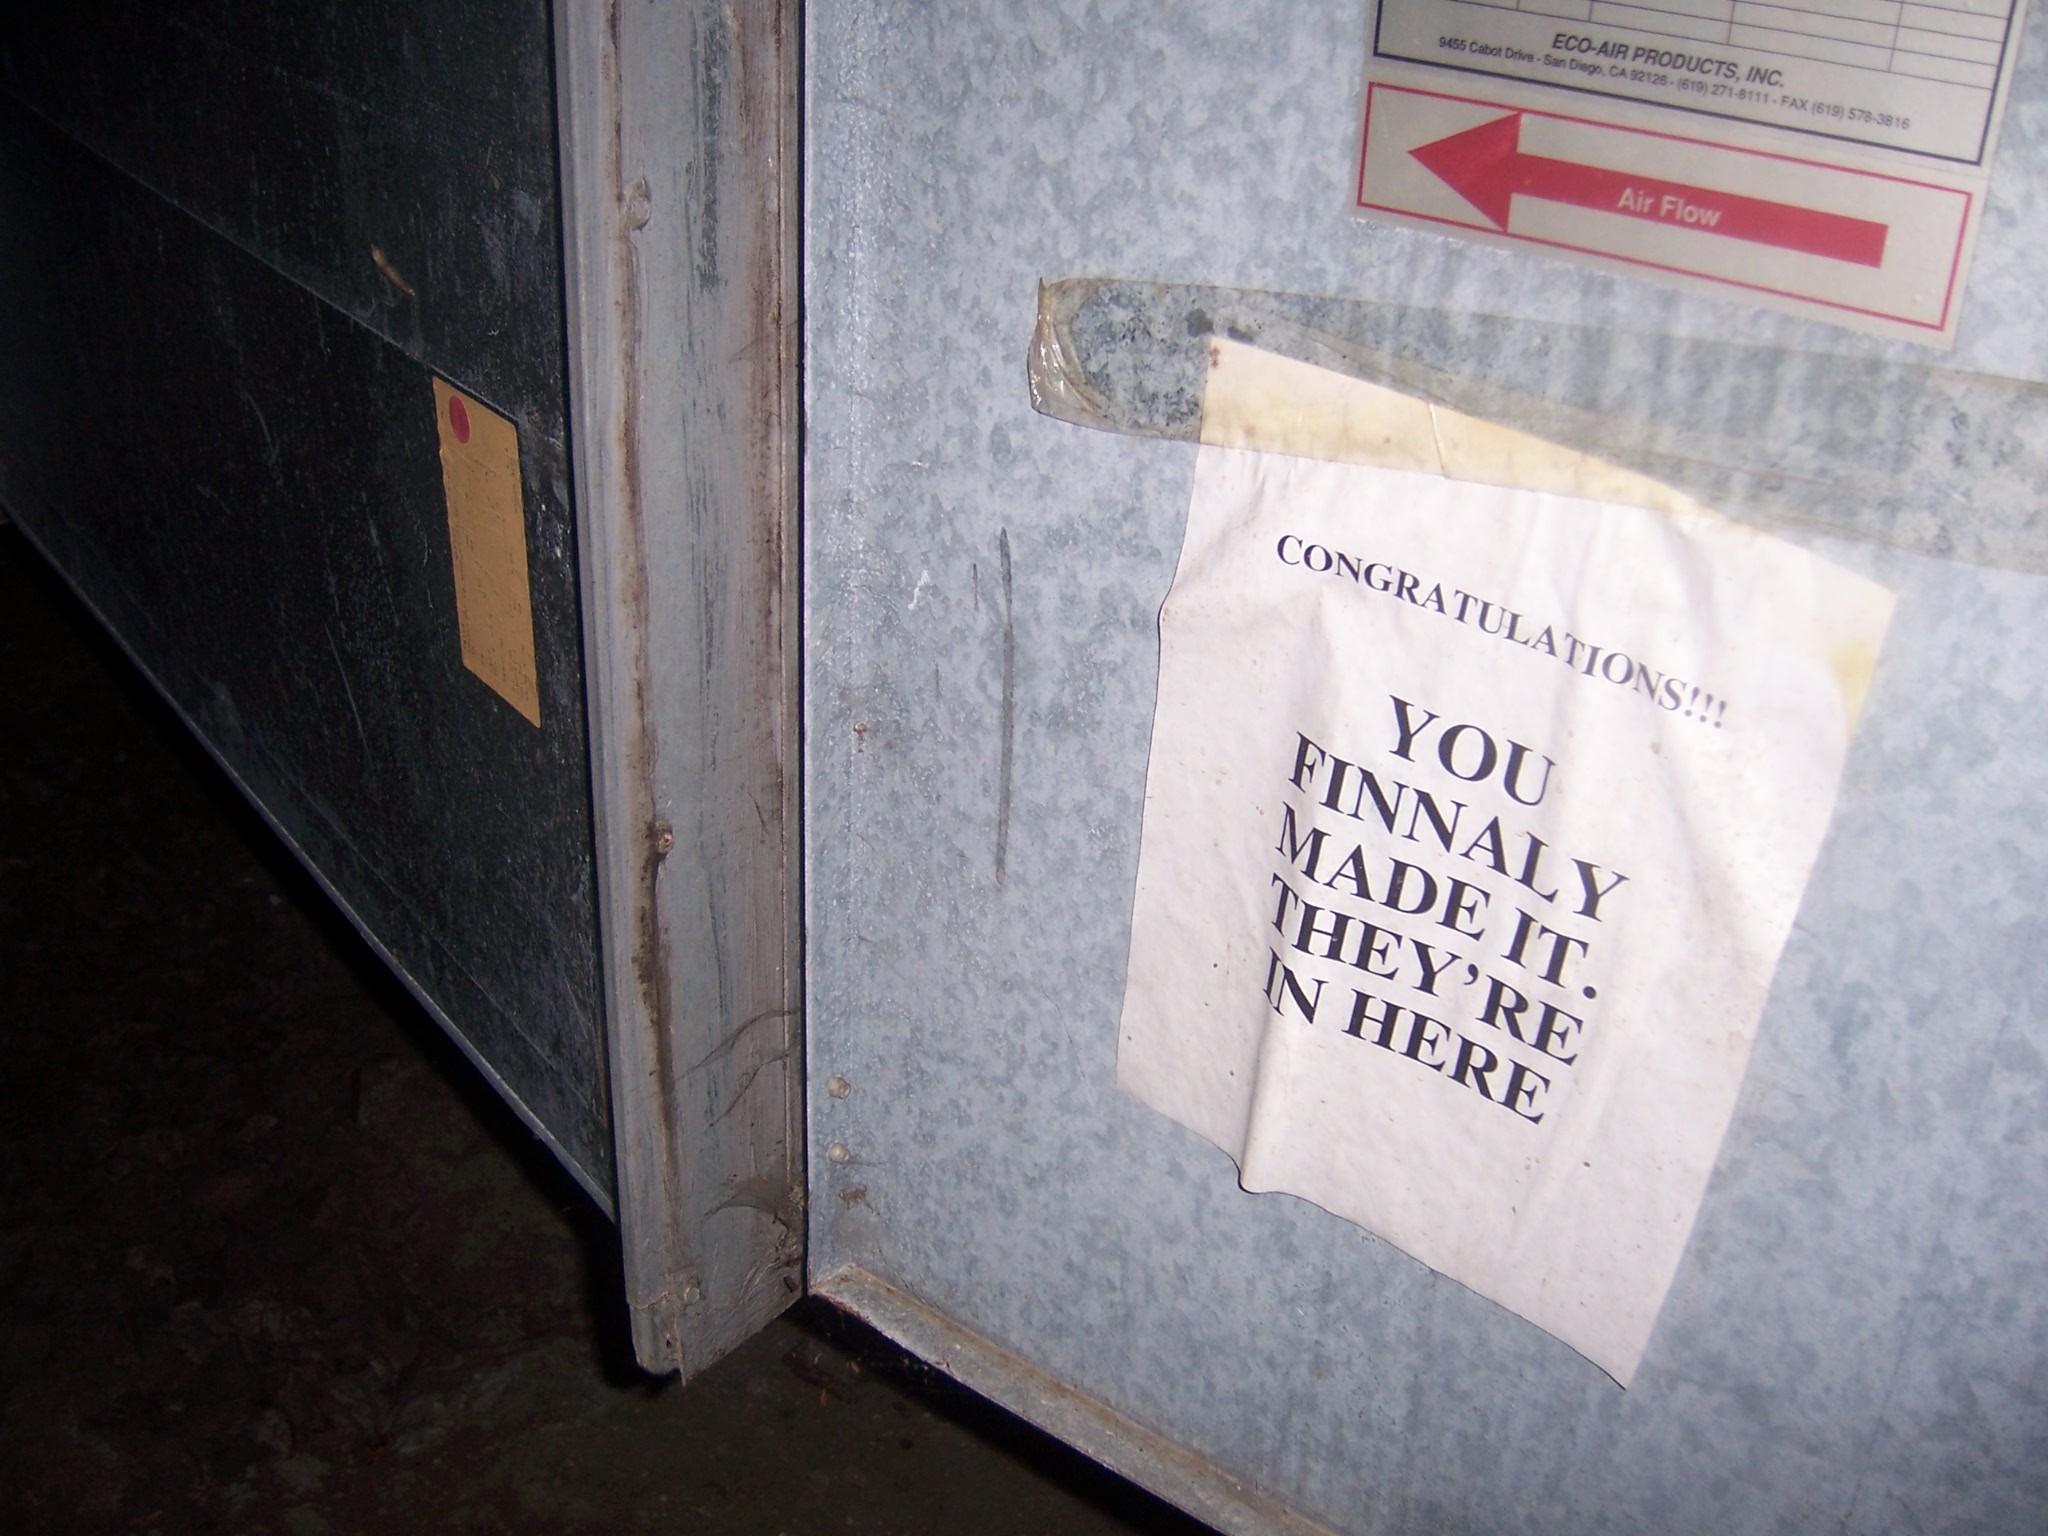 ECO-AIR PRODUCTS, INC.
9455 Cabot Drive - San Diego, CA 92126 - (619) 271-8111 - FAX (619) 578-3816
Air Flow
CONGRATULATIONS!!!
YOU
FINNALY
MADE IT.
THEY'RE
IN HERE